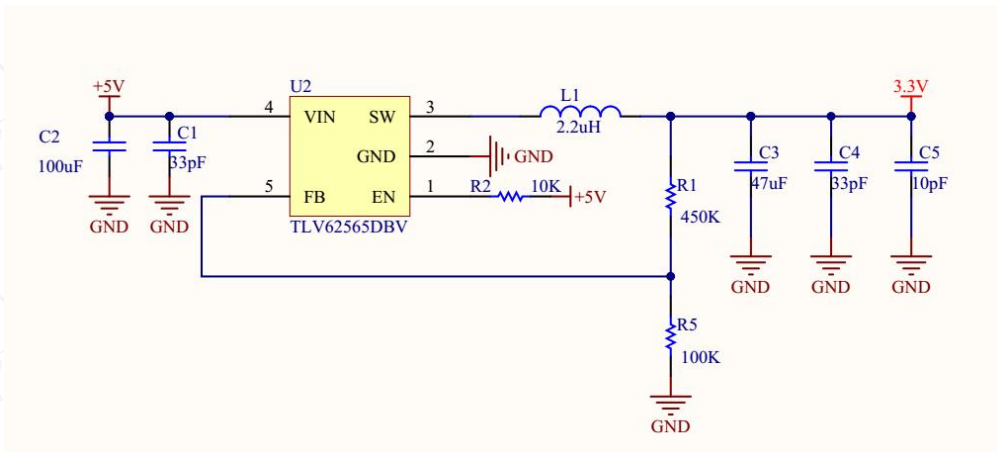 +5V
U2
L1
3.3V
4
VIN
SW
3
C2
C1
2.2uH
C3
C4
C5
100uF
33pF
GND
2
GND
R1
47uF
33pF
10pF
5
FB
EN
1
R2
10K
+5V
450K
GND
GND
TLV62565DBV
GND
GND
GND
R5
100K
GND